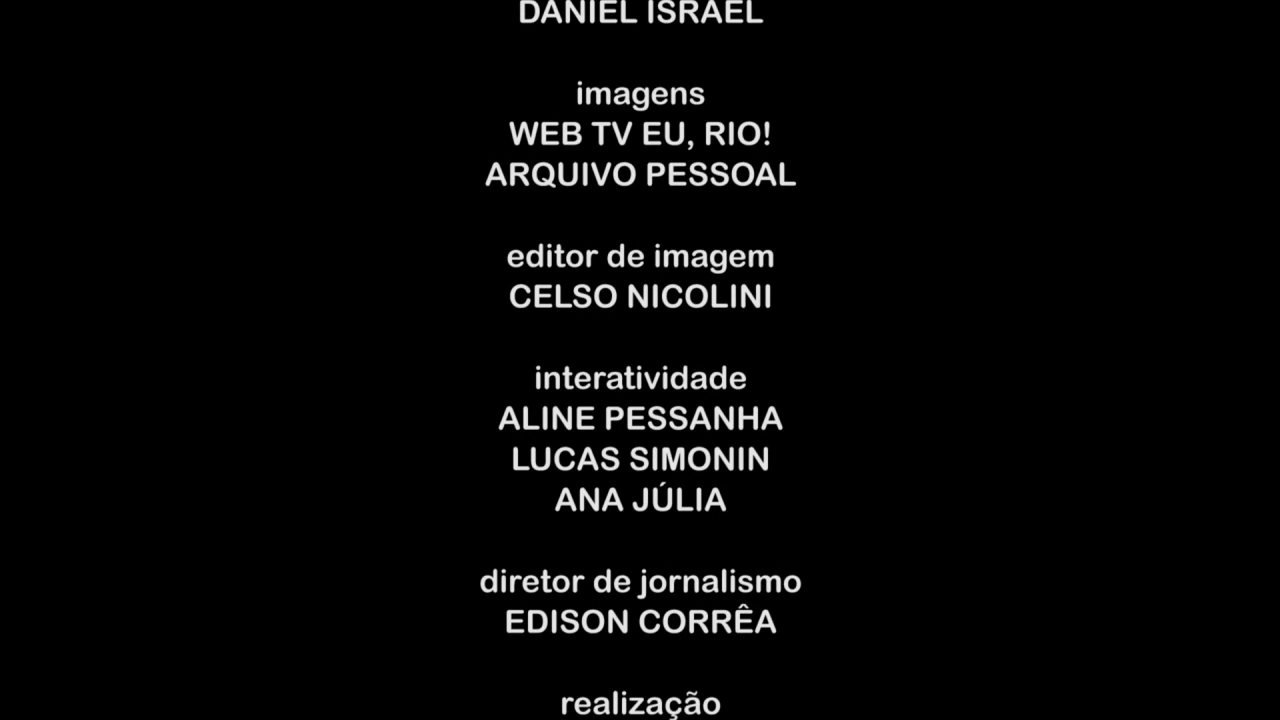 DANIEL ISRAEL
imagens
WEB TV EU, RIO!
ARQUIVO PESSOAL
editor de imagem
CELSO NICOLINI
interatividade
ALINE PESSANHA
LUCAS SIMONIN
ANA JÚLIA
diretor de jornalismo
EDISON CORRÊA
realização